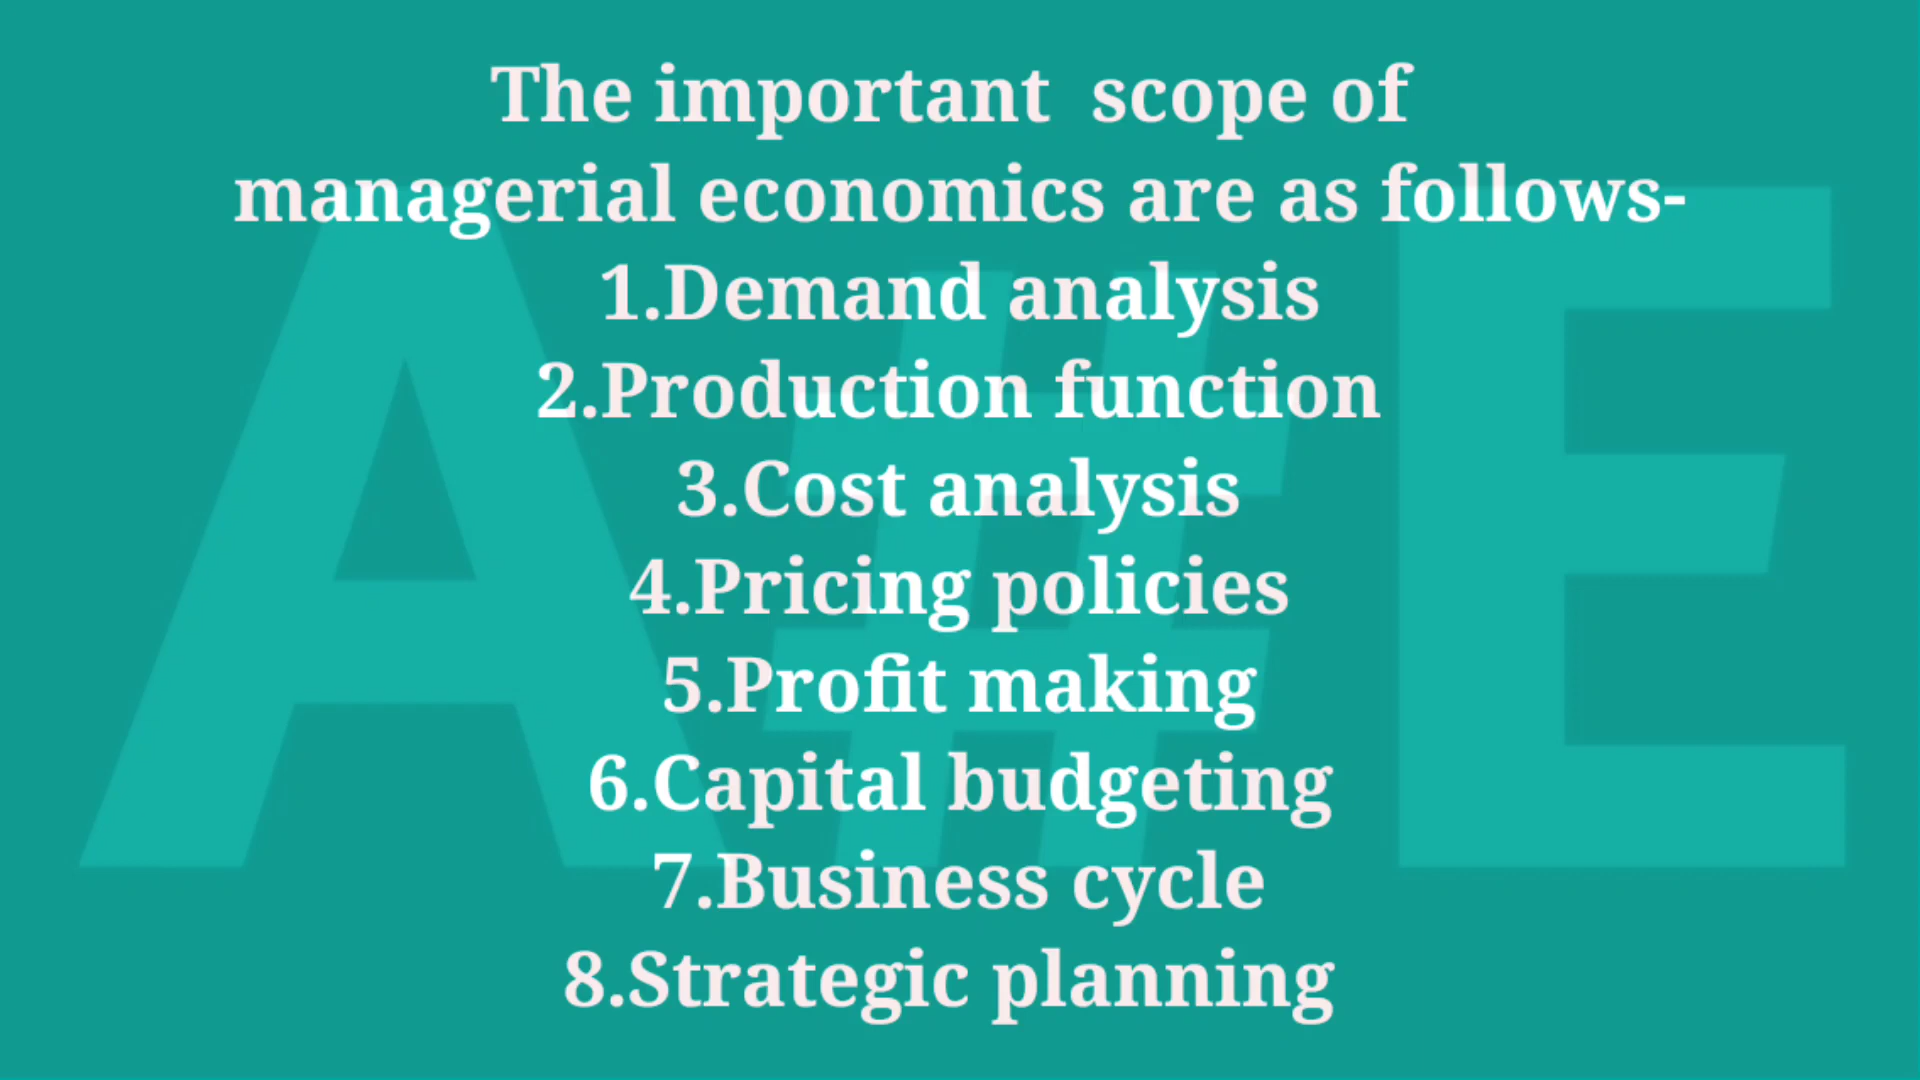 The important  scope of
managerial economics are as follows-
1.Demand analysis
2.Production function
3.Cost analysis
4.Pricing policies
5.Profit making
6.Capital budgeting
7.Business cycle
8.Strategic planning
A#E